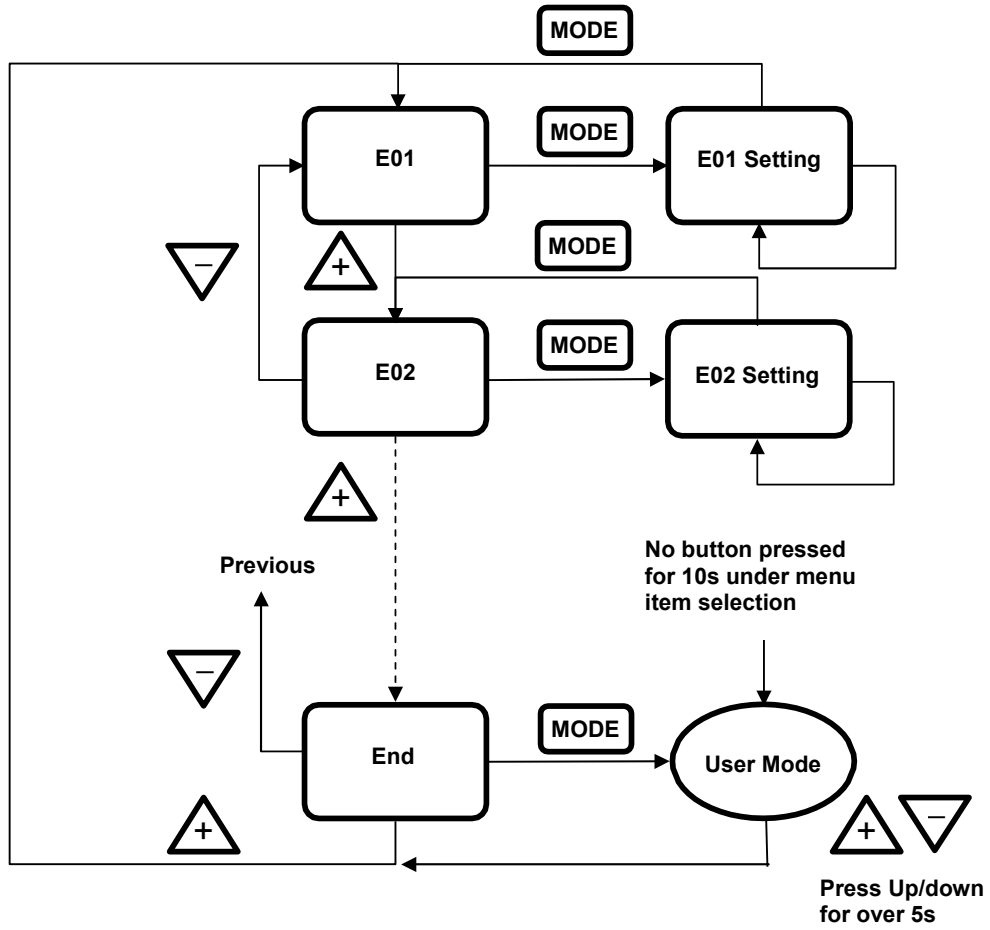 MODE
MODE
E01
E01 Setting
−
+
MODE
MODE
E02
E02 Setting
+
No button pressed
for 10s under menu
item selection
Previous
−
MODE
End
User Mode
+
+
−
Press Up/down
for over 5s